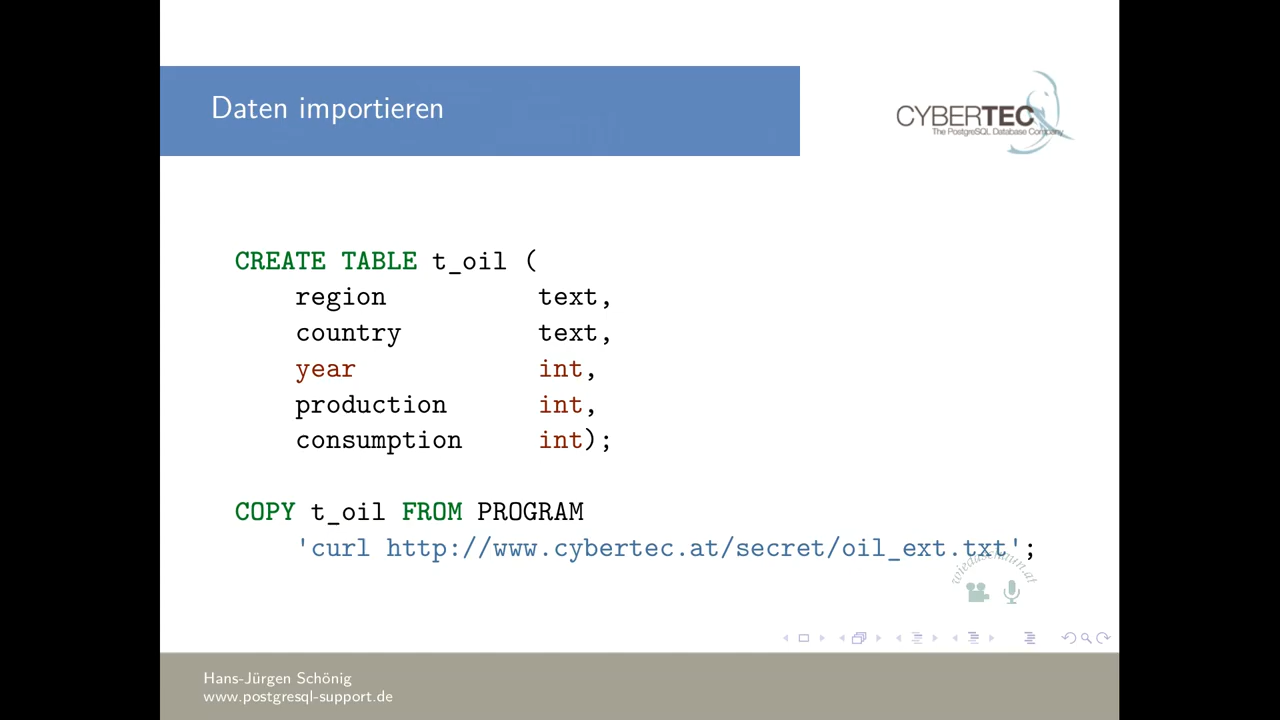 Daten importieren
CYBERTEC
The PostgreSQL Database Company
CREATE TABLE t_oil (
    region          text,
    country         text,
    year            int,
    production      int,
    consumption     int);
COPY t_oil FROM PROGRAM
    'curl http://www.cybertec.at/secret/oil_ext.txt';
wiedaschaun.at
Hans-Jürgen Schönig
www.postgresql-support.de